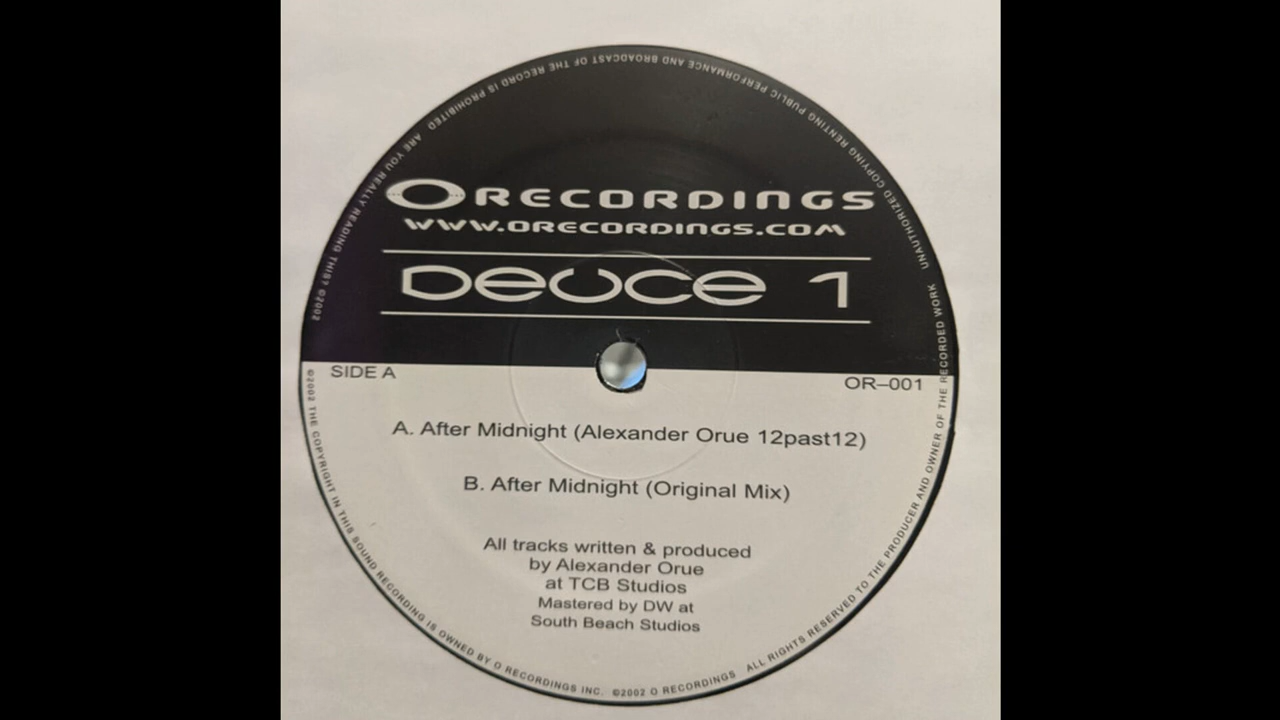 O RECORDINGS
WWW.ORECORDINGS.COM
DEUCE 1
SIDE A
OR–001
A. After Midnight (Alexander Orue 12past12)
B. After Midnight (Original Mix)
All tracks written & produced
by Alexander Orue
at TCB Studios
Mastered by DW at
South Beach Studios
©2002 THE COPYRIGHT IN THIS SOUND RECORDING IS OWNED BY O RECORDINGS INC. ©2002 O RECORDINGS ALL RIGHTS RESERVED TO THE PRODUCER AND OWNER OF THE RECORDED WORK UNAUTHORIZED COPYING RENTING PUBLIC PERFORMANCE AND BROADCAST OF THE RECORD IS PROHIBITED ARE YOU REALLY READING THIS? ©2002